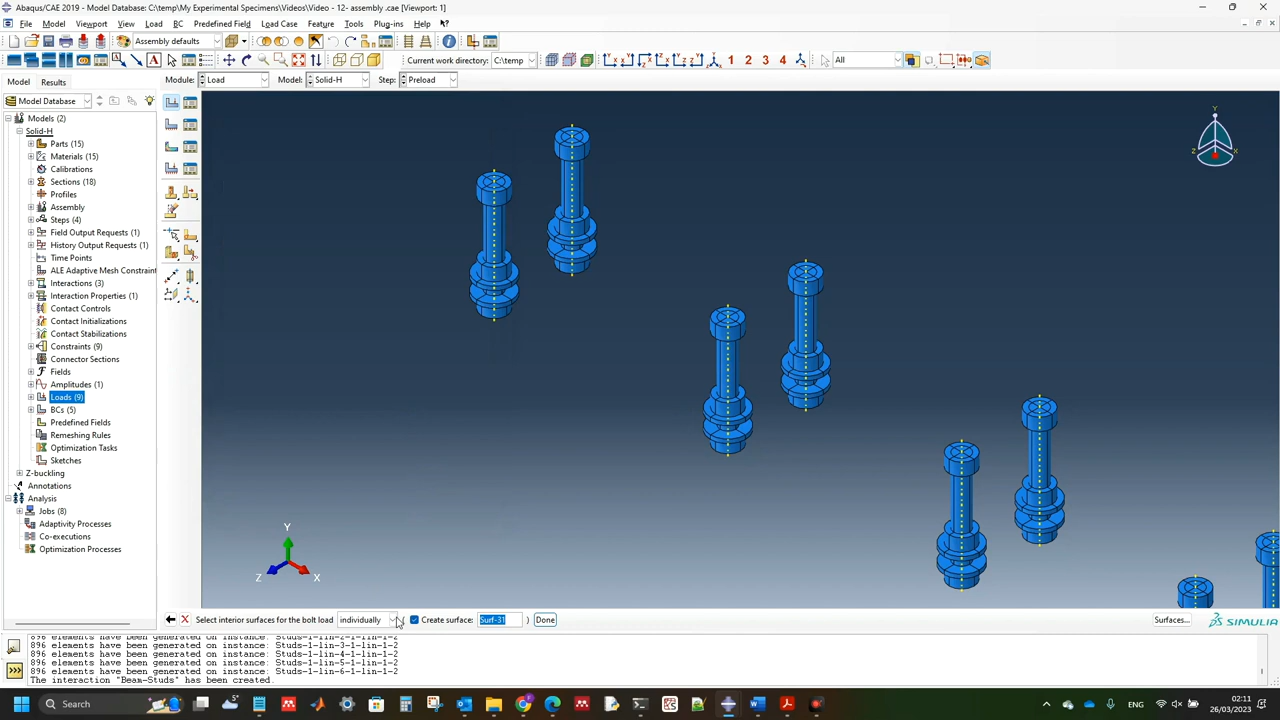 Abaqus/CAE 2019 - Model Database: C:\temp\My Experimental Specimens\Videos\Video - 12- assembly .cae [Viewport: 1]
File Model Viewport View Load BC Predefined Field Load Case Feature Tools Plug-ins Help
Assembly defaults
A Current work directory: C:\temp 1 2 3 4 All
Model Results Module: Load Model: Solid-H Step: Preload
Model Database
Models (2)
Solid-H
Parts (15)
Materials (15)
Calibrations
Sections (18)
Profiles
Assembly
Steps (4)
Field Output Requests (1)
History Output Requests (1)
Time Points
ALE Adaptive Mesh Constraint
Interactions (3)
Interaction Properties (1)
Contact Controls
Contact Initializations
Contact Stabilizations
Constraints (9)
Connector Sections
Fields
Amplitudes (1)
Loads (9)
BCs (5)
Predefined Fields
Remeshing Rules
Optimization Tasks
Sketches
Z-buckling
Annotations
Analysis
Jobs (8)
Adaptivity Processes
Co-executions
Optimization Processes
Y
Z X
Y
Z X
Select interior surfaces for the bolt load individually ( Create surface: Surf-31 ) Done Surfaces... SIMULIA
896 elements have been generated on instance: Studs-1-lin-2-1-lin-1-2
896 elements have been generated on instance: Studs-1-lin-3-1-lin-1-2
896 elements have been generated on instance: Studs-1-lin-4-1-lin-1-2
896 elements have been generated on instance: Studs-1-lin-5-1-lin-1-2
896 elements have been generated on instance: Studs-1-lin-6-1-lin-1-2
The interaction "Beam-Studs" has been created.
Search
02:11
26/03/2023